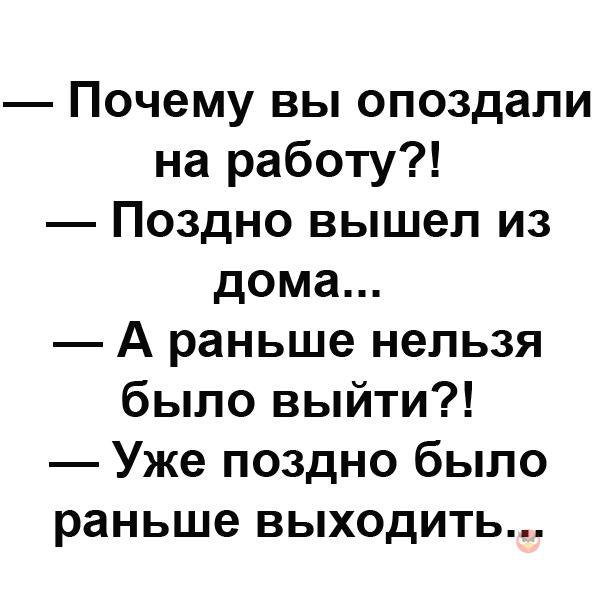 — Почему вы опоздали
на работу?!
— Поздно вышел из
дома...
— А раньше нельзя
было выйти?!
— Уже поздно было
раньше выходить...